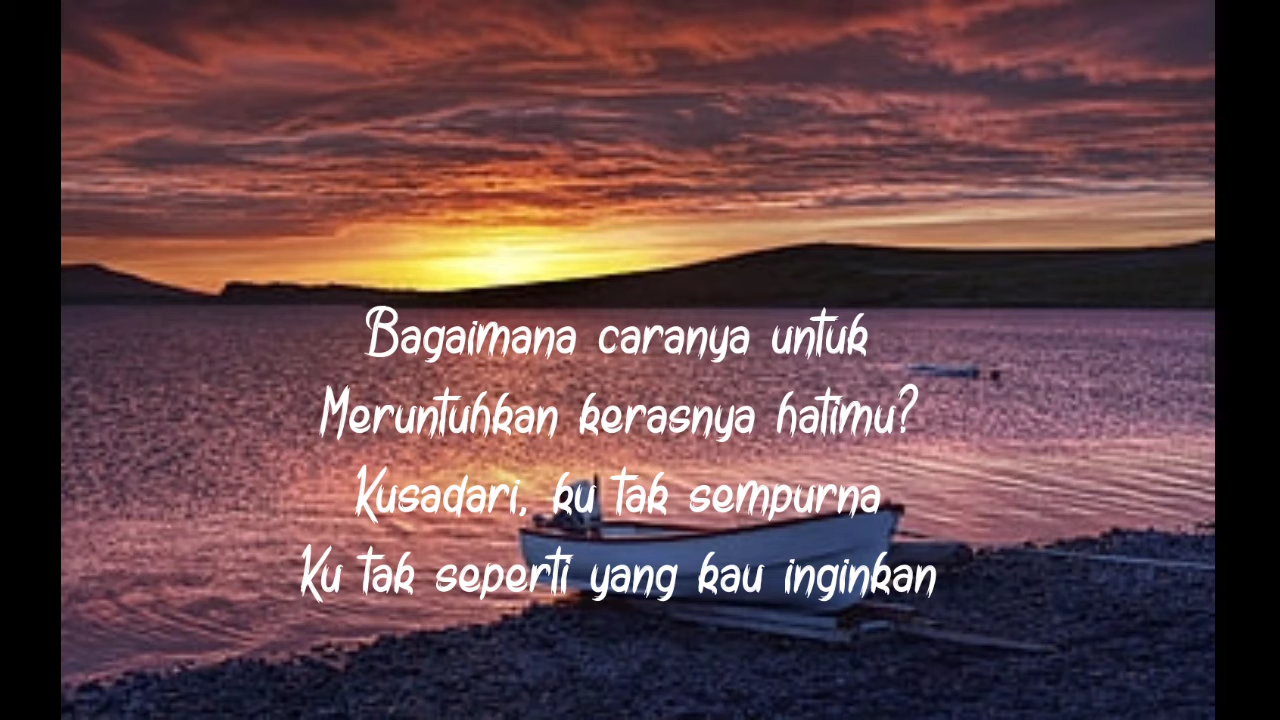 Bagaimana caranya untuk
Meruntuhkan kerasnya hatimu?
Kusadari, ku tak sempurna
Ku tak seperti yang kau inginkan